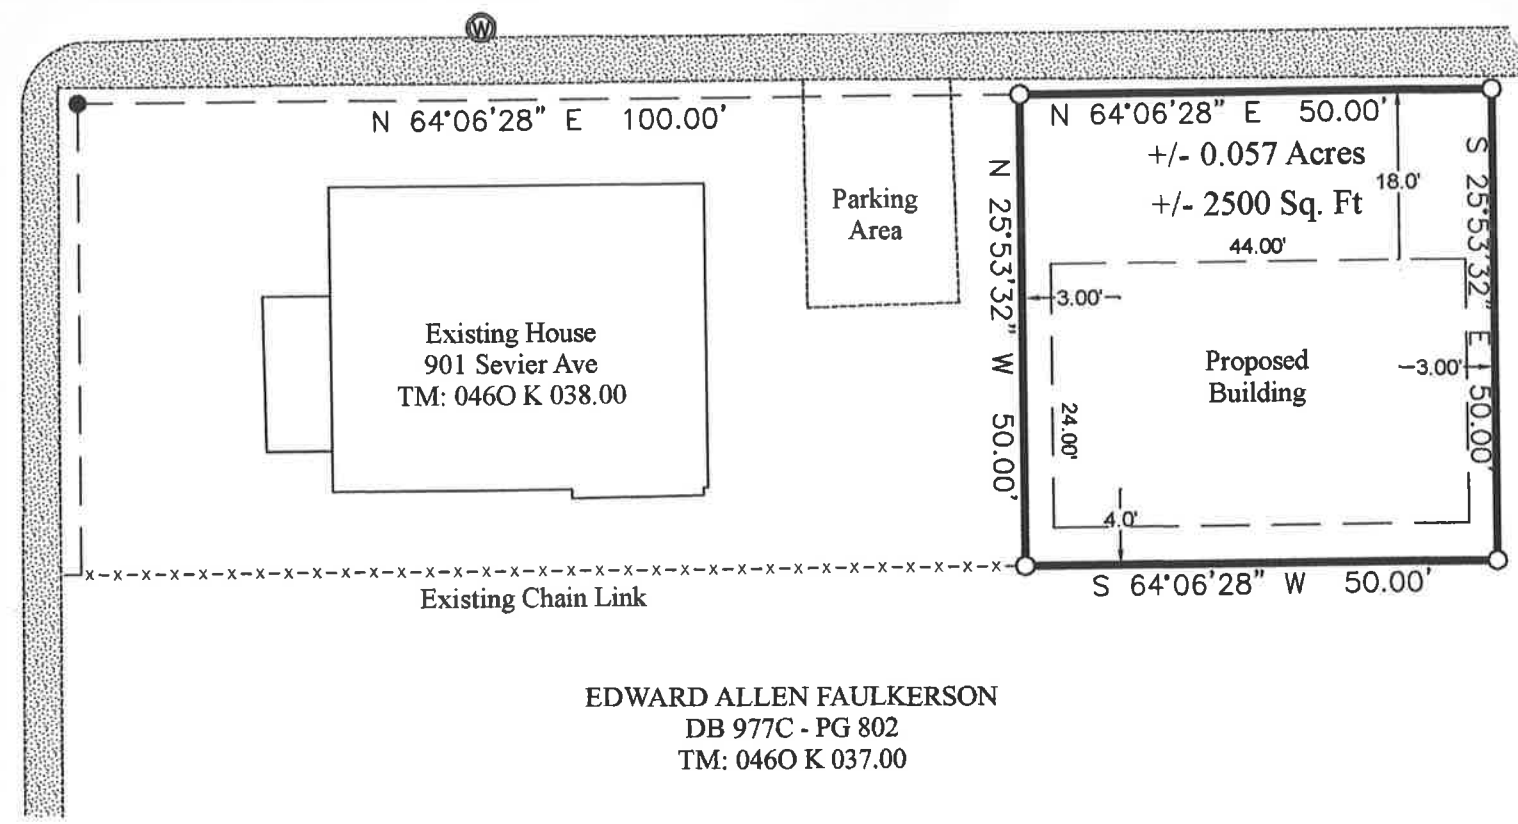 W
N 64°06'28" E 100.00'
N 64°06'28" E 50.00'
+/- 0.057 Acres
+/- 2500 Sq. Ft
18.0'
44.00'
Parking
Area
N 25°53'32" W 50.00'
S 25°53'32" E 50.00'
3.00'
3.00'
Existing House
901 Sevier Ave
TM: 046O K 038.00
Proposed
Building
24.00'
4.0'
x-x-x-x-x-x-x-x-x-x-x-x-x-x-x-x-x-x-x-x-x-x-x-x-x-x-x-x-x-x-x-x-x
Existing Chain Link
S 64°06'28" W 50.00'
EDWARD ALLEN FAULKERSON
DB 977C - PG 802
TM: 046O K 037.00